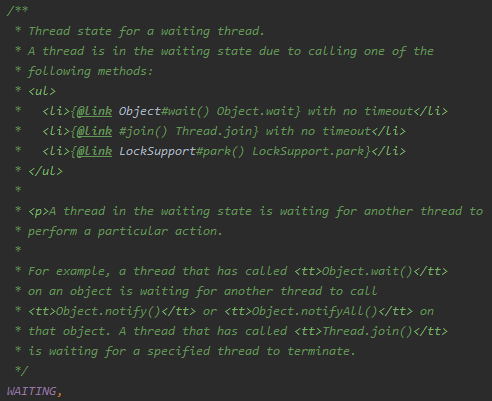 /**
 * Thread state for a waiting thread.
 * A thread is in the waiting state due to calling one of the
 * following methods:
 * <ul>
 *   <li>{@link Object#wait() Object.wait} with no timeout</li>
 *   <li>{@link #join() Thread.join} with no timeout</li>
 *   <li>{@link LockSupport#park() LockSupport.park}</li>
 * </ul>
 *
 * <p>A thread in the waiting state is waiting for another thread to
 * perform a particular action.
 *
 * For example, a thread that has called <tt>Object.wait()</tt>
 * on an object is waiting for another thread to call
 * <tt>Object.notify()</tt> or <tt>Object.notifyAll()</tt> on
 * that object. A thread that has called <tt>Thread.join()</tt>
 * is waiting for a specified thread to terminate.
 */
WAITING,